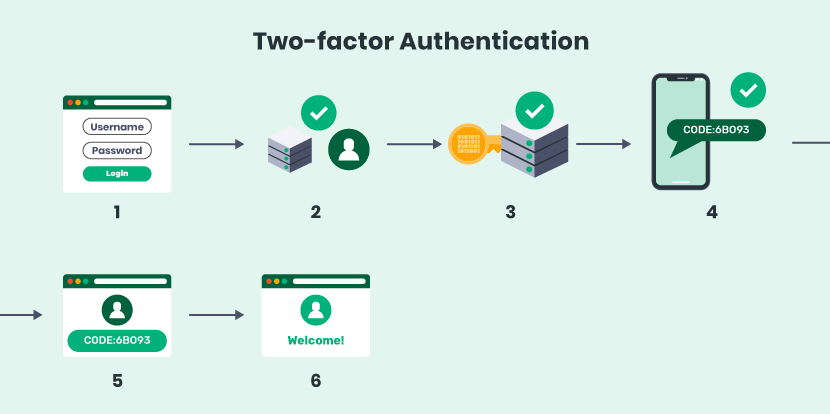 Two-factor Authentication
Username
Password
Login
CODE:6B093
1
2
3
4
CODE:6B093
Welcome!
5
6